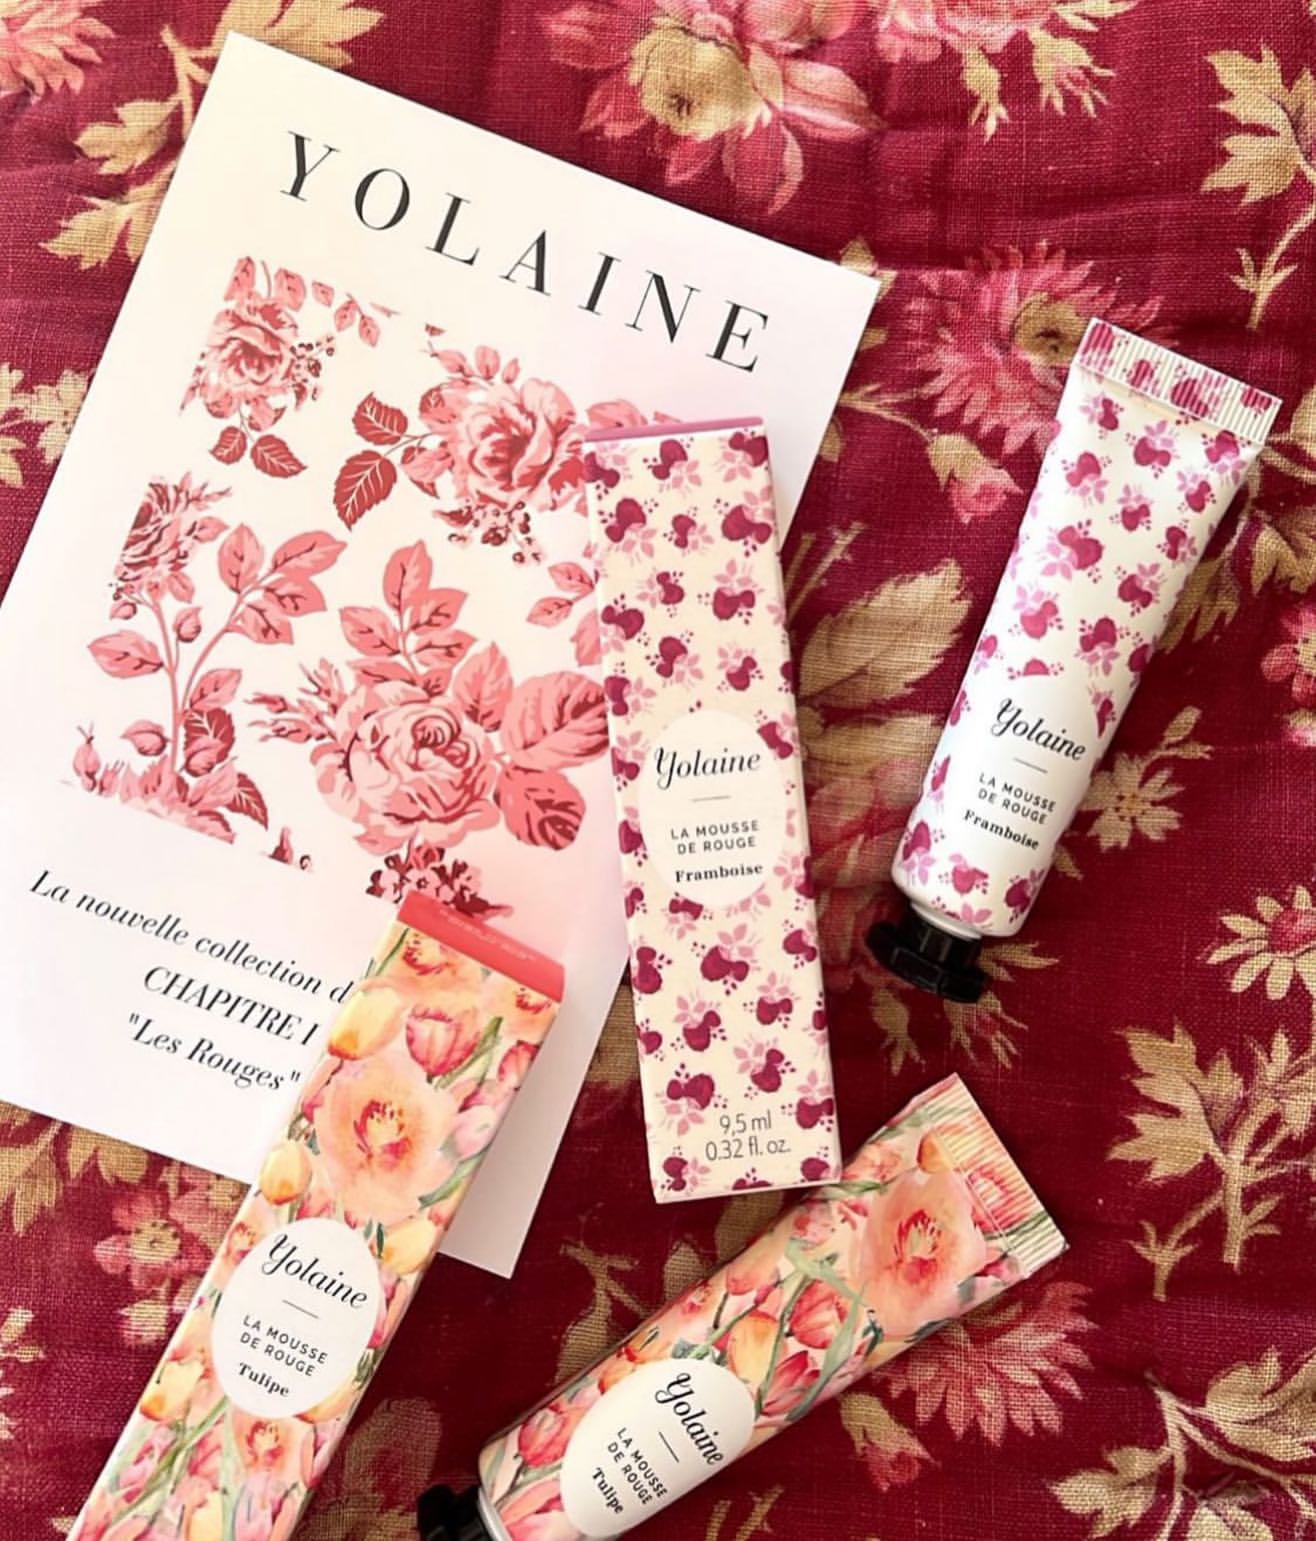 YOLAINE
La nouvelle collection
CHAPITRE I
"Les Rouges"
Yolaine
LA MOUSSE
DE ROUGE
Framboise
9,5 ml
0.32 fl. oz.
Yolaine
LA MOUSSE
DE ROUGE
Framboise
Yolaine
LA MOUSSE
DE ROUGE
Tulipe
Yolaine
LA MOUSSE
DE ROUGE
Tulipe